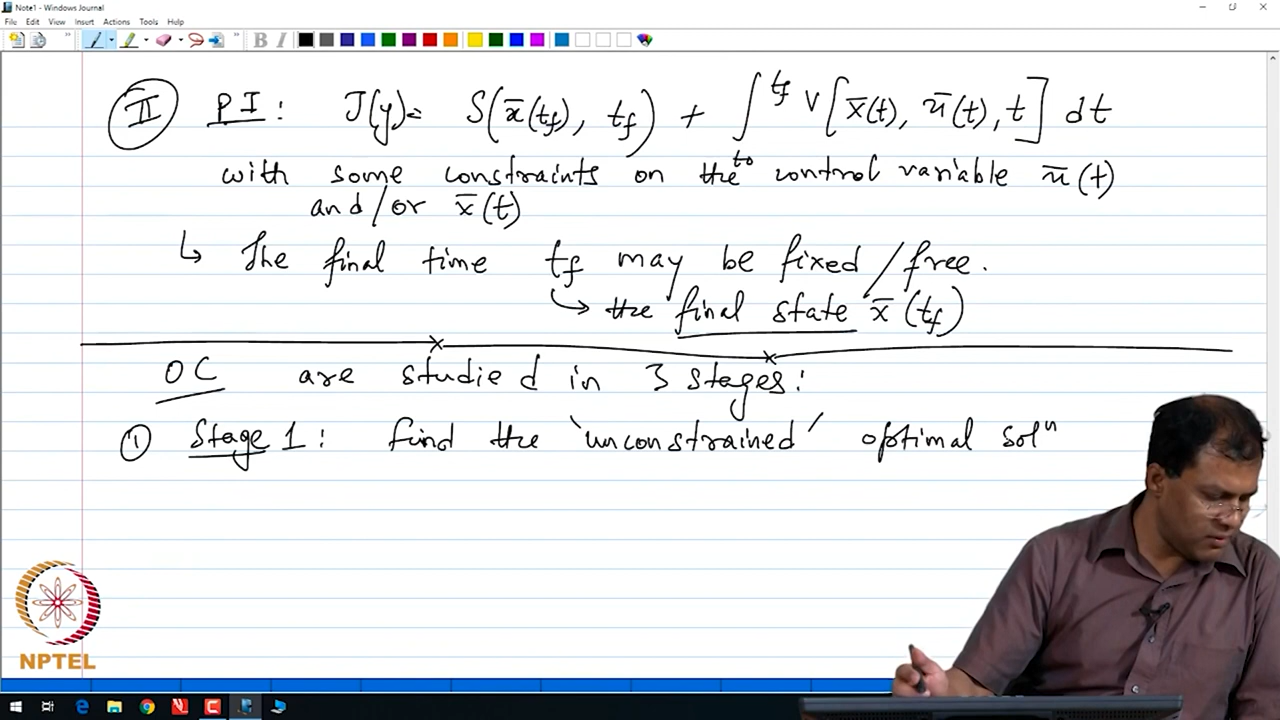 Note1 - Windows Journal
File Edit View Insert Actions Tools Help
II PI: J(y) = S(x̄(tf), tf) + ∫ t0 tf V[x̄(t), ū(t), t] dt
with some constraints on the control variable ū(t)
and/or x̄(t)
↳ The final time tf may be fixed/free.
↳ the final state x̄(tf)
OC are studied in 3 stages:
① Stage 1: find the 'unconstrained' optimal solⁿ
NPTEL